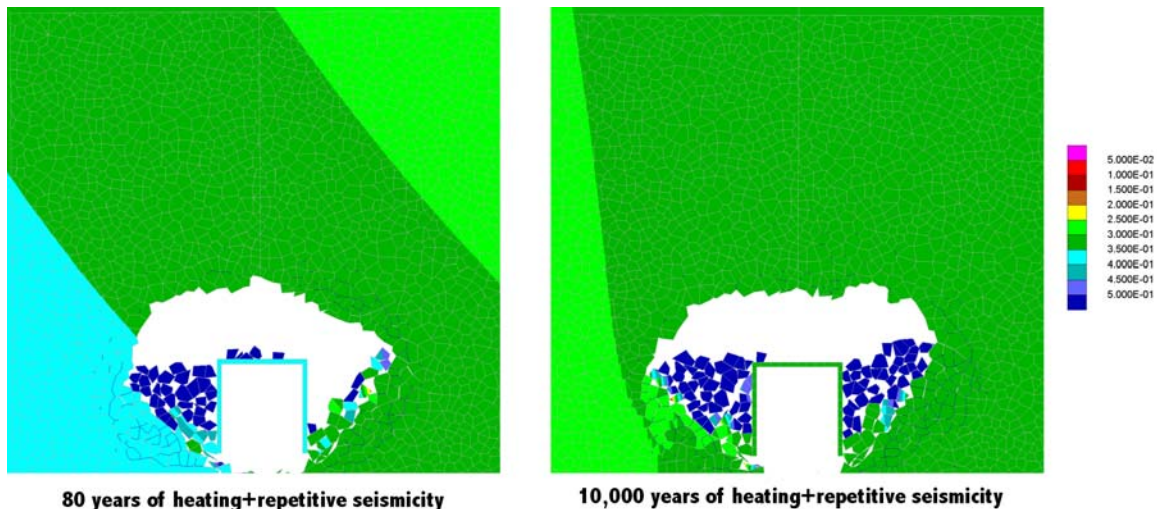 5.000E-02
1.000E-01
1.500E-01
2.000E-01
2.500E-01
3.000E-01
3.500E-01
4.000E-01
4.500E-01
5.000E-01
80 years of heating+repetitive seismicity
10,000 years of heating+repetitive seismicity